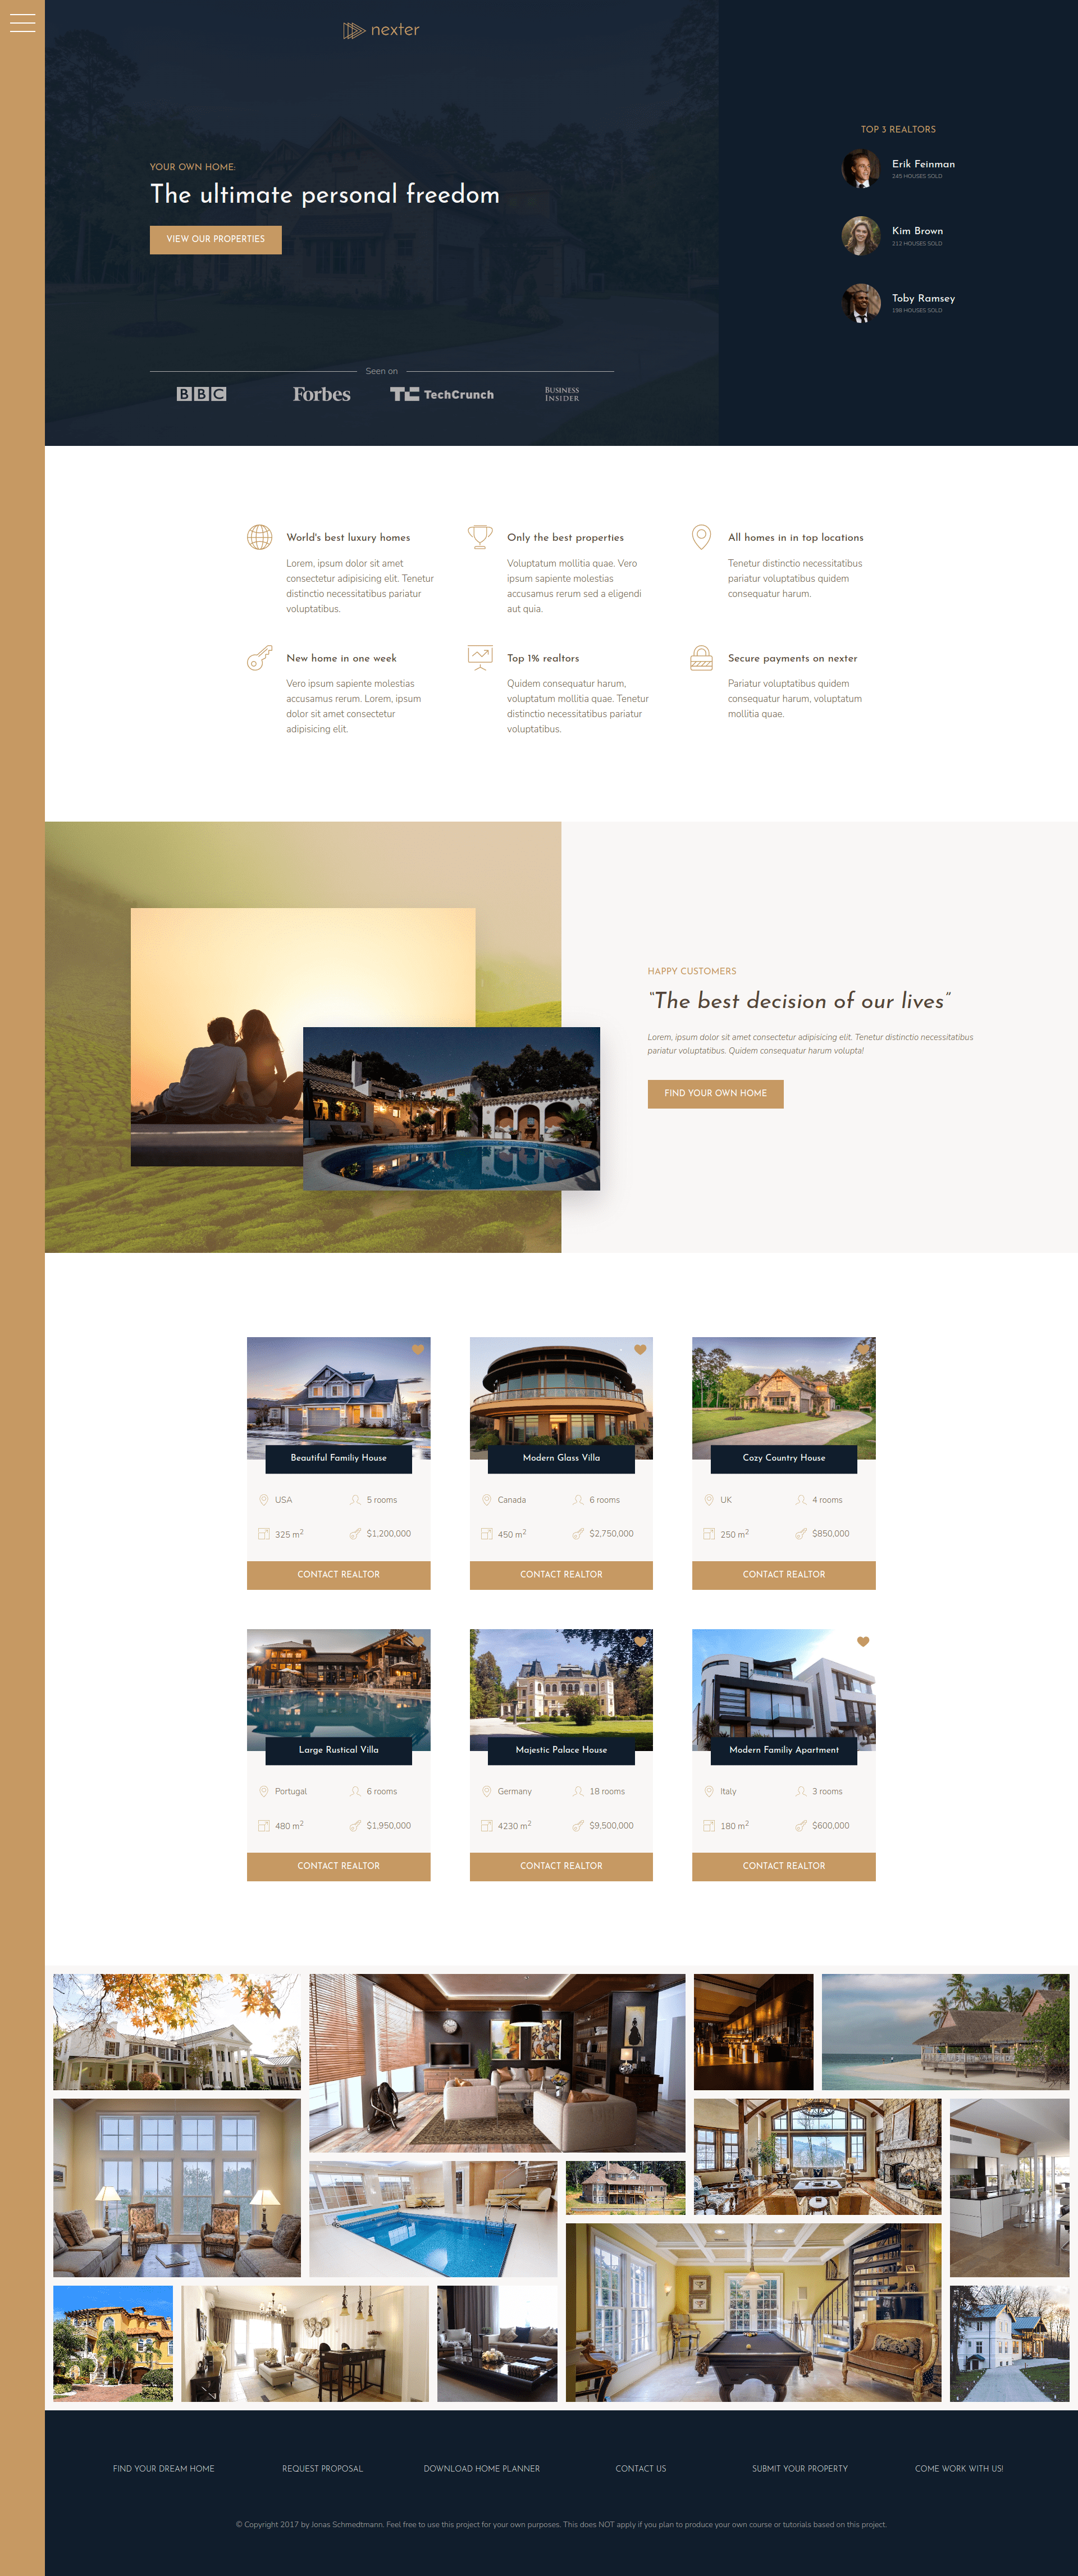 nexter
YOUR OWN HOME:
The ultimate personal freedom
VIEW OUR PROPERTIES
Seen on
BBC
Forbes
TC TechCrunch
BUSINESS
INSIDER
TOP 3 REALTORS
Erik Feinman
245 HOUSES SOLD
Kim Brown
212 HOUSES SOLD
Toby Ramsey
198 HOUSES SOLD
World's best luxury homes
Lorem, ipsum dolor sit amet
consectetur adipisicing elit. Tenetur
distinctio necessitatibus pariatur
voluptatibus.
Only the best properties
Voluptatum mollitia quae. Vero
ipsum sapiente molestias
accusamus rerum sed a eligendi
aut quia.
All homes in in top locations
Tenetur distinctio necessitatibus
pariatur voluptatibus quidem
consequatur harum.
New home in one week
Vero ipsum sapiente molestias
accusamus rerum. Lorem, ipsum
dolor sit amet consectetur
adipisicing elit.
Top 1% realtors
Quidem consequatur harum,
voluptatum mollitia quae. Tenetur
distinctio necessitatibus pariatur
voluptatibus.
Secure payments on nexter
Pariatur voluptatibus quidem
consequatur harum, voluptatum
mollitia quae.
HAPPY CUSTOMERS
“The best decision of our lives”
Lorem, ipsum dolor sit amet consectetur adipisicing elit. Tenetur distinctio necessitatibus
pariatur voluptatibus. Quidem consequatur harum volupta!
FIND YOUR OWN HOME
Beautiful Familiy House
USA
5 rooms
325 m²
$1,200,000
CONTACT REALTOR
Modern Glass Villa
Canada
6 rooms
450 m²
$2,750,000
CONTACT REALTOR
Cozy Country House
UK
4 rooms
250 m²
$850,000
CONTACT REALTOR
Large Rustical Villa
Portugal
6 rooms
480 m²
$1,950,000
CONTACT REALTOR
Majestic Palace House
Germany
18 rooms
4230 m²
$9,500,000
CONTACT REALTOR
Modern Familiy Apartment
Italy
3 rooms
180 m²
$600,000
CONTACT REALTOR
FIND YOUR DREAM HOME
REQUEST PROPOSAL
DOWNLOAD HOME PLANNER
CONTACT US
SUBMIT YOUR PROPERTY
COME WORK WITH US!
© Copyright 2017 by Jonas Schmedtmann. Feel free to use this project for your own purposes. This does NOT apply if you plan to produce your own course or tutorials based on this project.